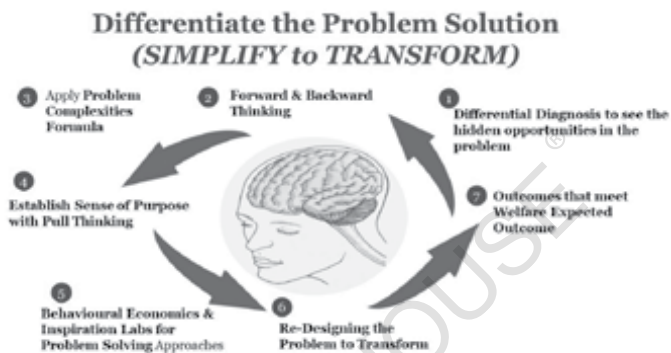 Differentiate the Problem Solution
(SIMPLIFY to TRANSFORM)
1
Differential Diagnosis to see the
hidden opportunities in the
problem
2
Forward & Backward
Thinking
3
Apply Problem
Complexities
Formula
4
Establish Sense of Purpose
with Pull Thinking
5
Behavioural Economics &
Inspiration Labs for
Problem Solving Approaches
6
Re-Designing the
Problem to Transform
7
Outcomes that meet
Welfare Expected
Outcome
HOUSE ®